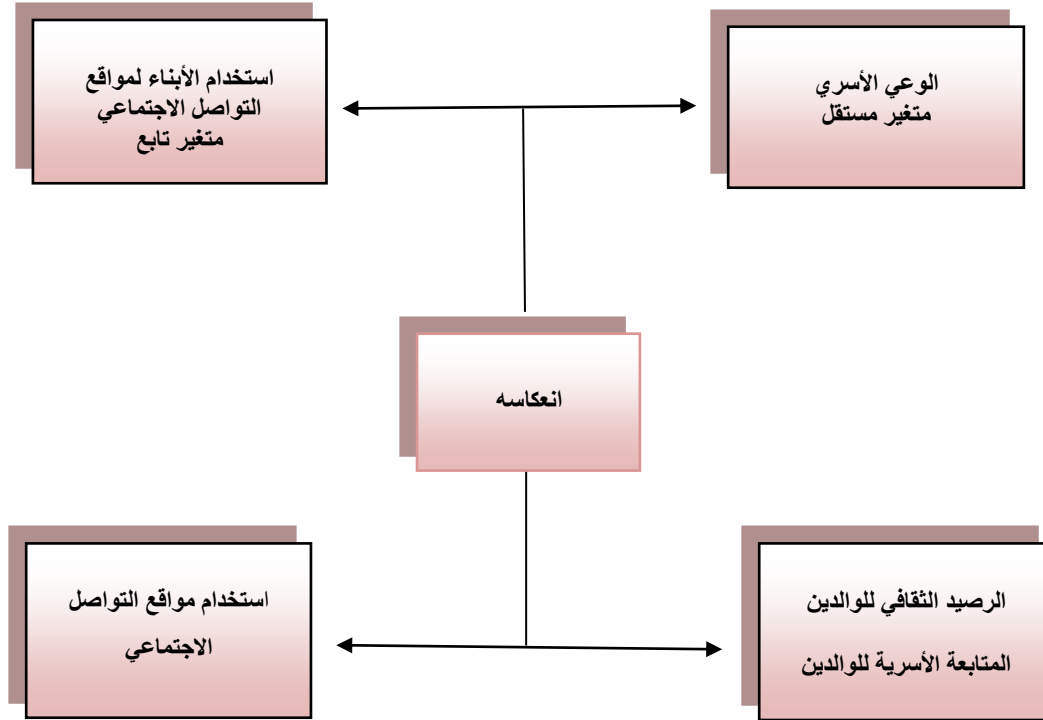 الوعي الأسري
متغير مستقل
استخدام الأبناء لمواقع
التواصل الاجتماعي
متغير تابع
انعكاسه
الرصيد الثقافي للوالدين
المتابعة الأسرية للوالدين
استخدام مواقع التواصل
الاجتماعي